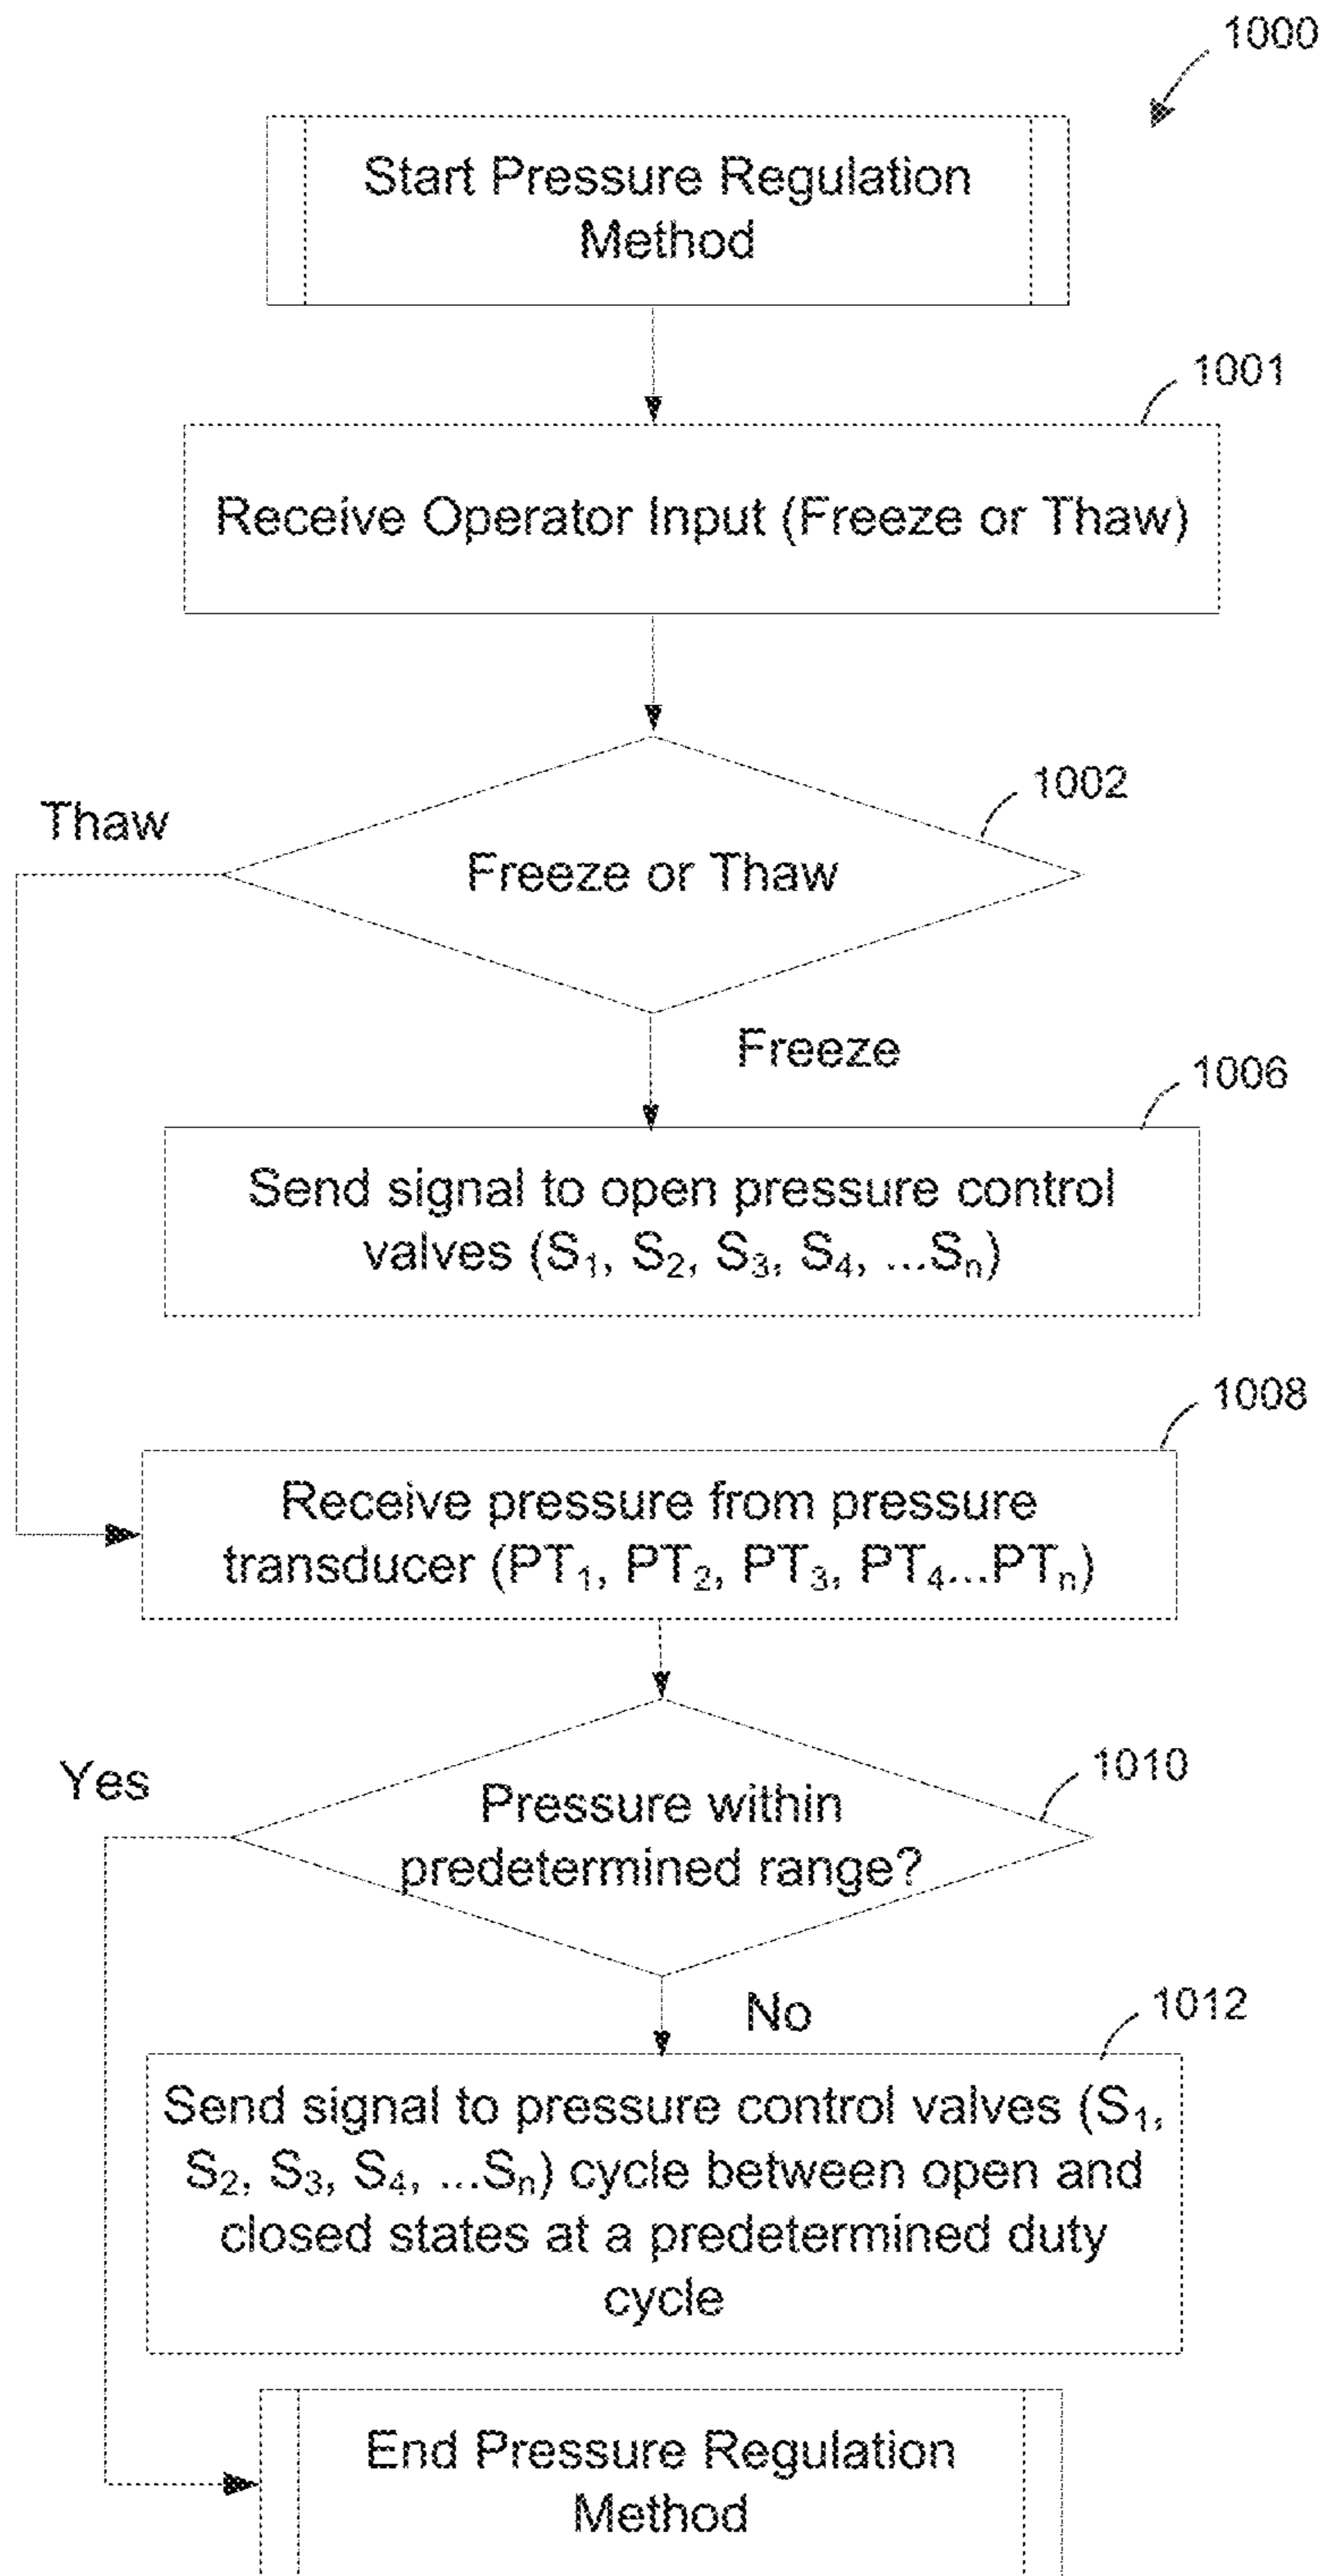 1000
Start Pressure Regulation
Method
1001
Receive Operator Input (Freeze or Thaw)
1002
Thaw
Freeze or Thaw
Freeze
1006
Send signal to open pressure control
valves (S₁, S₂, S₃, S₄, ...Sₙ)
1008
Receive pressure from pressure
transducer (PT₁, PT₂, PT₃, PT₄...PTₙ)
1010
Yes
Pressure within
predetermined range?
No
1012
Send signal to pressure control valves (S₁,
S₂, S₃, S₄, ...Sₙ) cycle between open and
closed states at a predetermined duty
cycle
End Pressure Regulation
Method